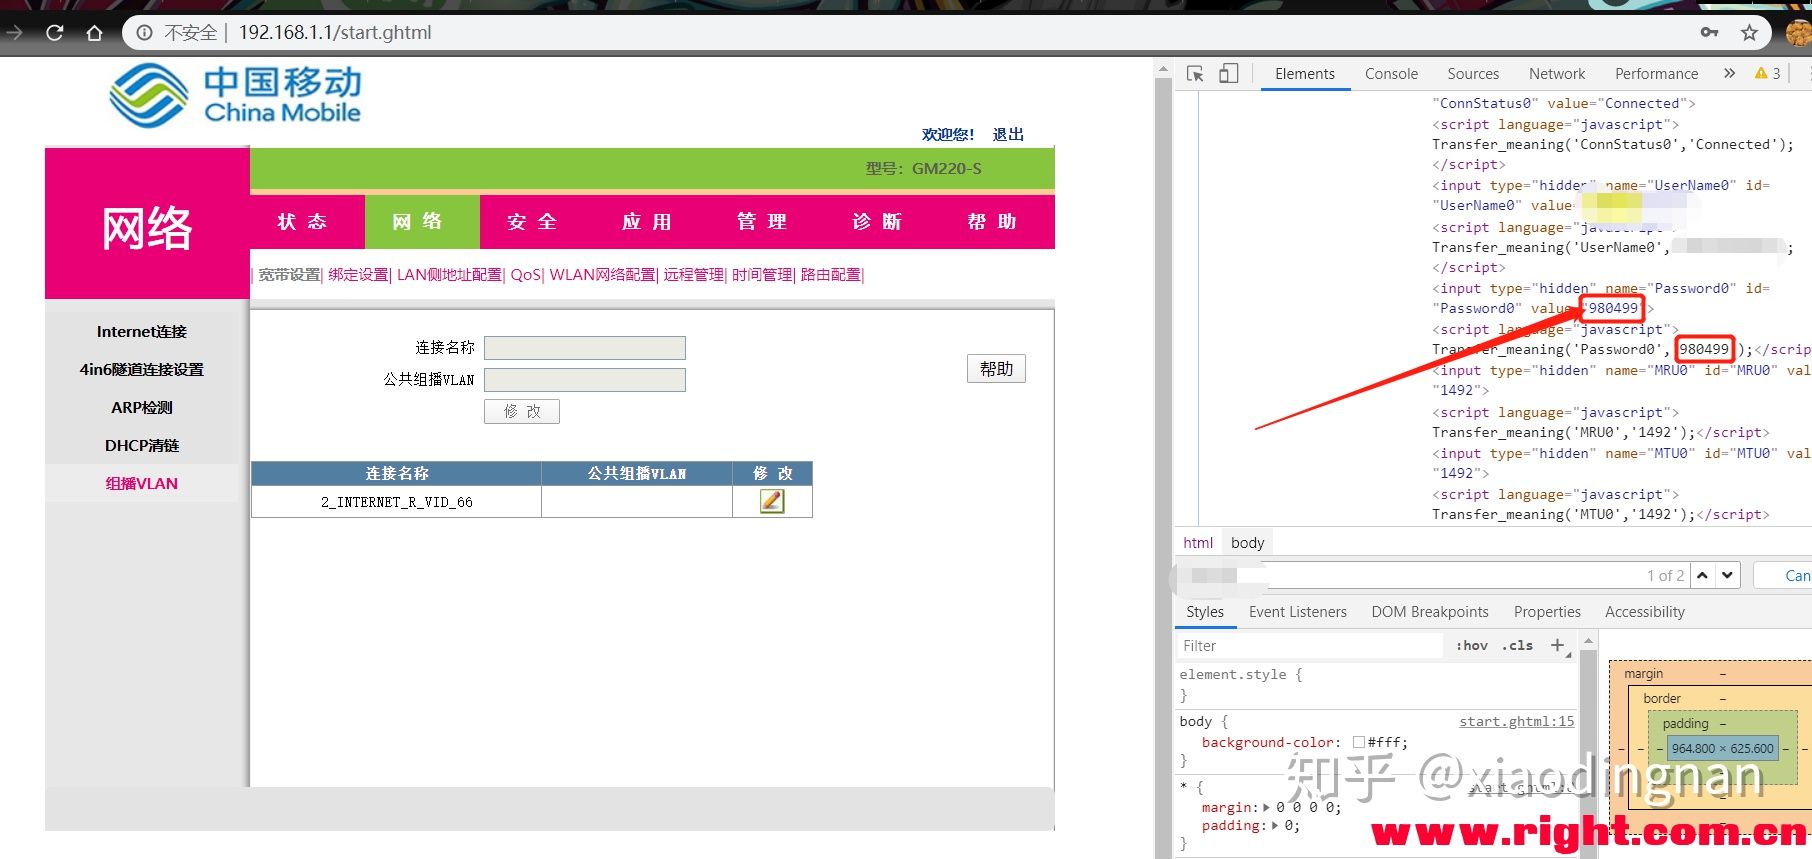 不安全 | 192.168.1.1/start.ghtml
中国移动
China Mobile
欢迎您! 退出
型号: GM220-S
网络
状 态 网 络 安 全 应 用 管 理 诊 断 帮 助
| 宽带设置| 绑定设置| LAN侧地址配置| QoS| WLAN网络配置| 远程管理| 时间管理| 路由配置|
Internet连接
4in6隧道连接设置
ARP检测
DHCP清链
组播VLAN
连接名称
公共组播VLAN
修 改
帮助
连接名称 公共组播VLAN 修 改
2_INTERNET_R_VID_66
Elements Console Sources Network Performance » 3
"ConnStatus0" value="Connected">
<script language="javascript">
Transfer_meaning('ConnStatus0','Connected');
</script>
<input type="hidden" name="UserName0" id=
"UserName0" value=
<script language="javascript">
Transfer_meaning('UserName0', ;
</script>
<input type="hidden" name="Password0" id=
"Password0" value="980499">
<script language="javascript">
Transfer_meaning('Password0', 980499 );</scrip
<input type="hidden" name="MRU0" id="MRU0" val
"1492">
<script language="javascript">
Transfer_meaning('MRU0','1492');</script>
<input type="hidden" name="MTU0" id="MTU0" val
"1492">
<script language="javascript">
Transfer_meaning('MTU0','1492');</script>
html body
1 of 2 Can
Styles Event Listeners DOM Breakpoints Properties Accessibility
Filter :hov .cls +
element.style {
}
body { start.ghtml:15
background-color: #fff;
}
* { start.ghtml:8
margin: 0 0 0 0;
padding: 0;
}
margin –
border –
padding –
– – – 964.800 × 625.600 – –
知乎 @xiaodingnan
www.right.com.cn